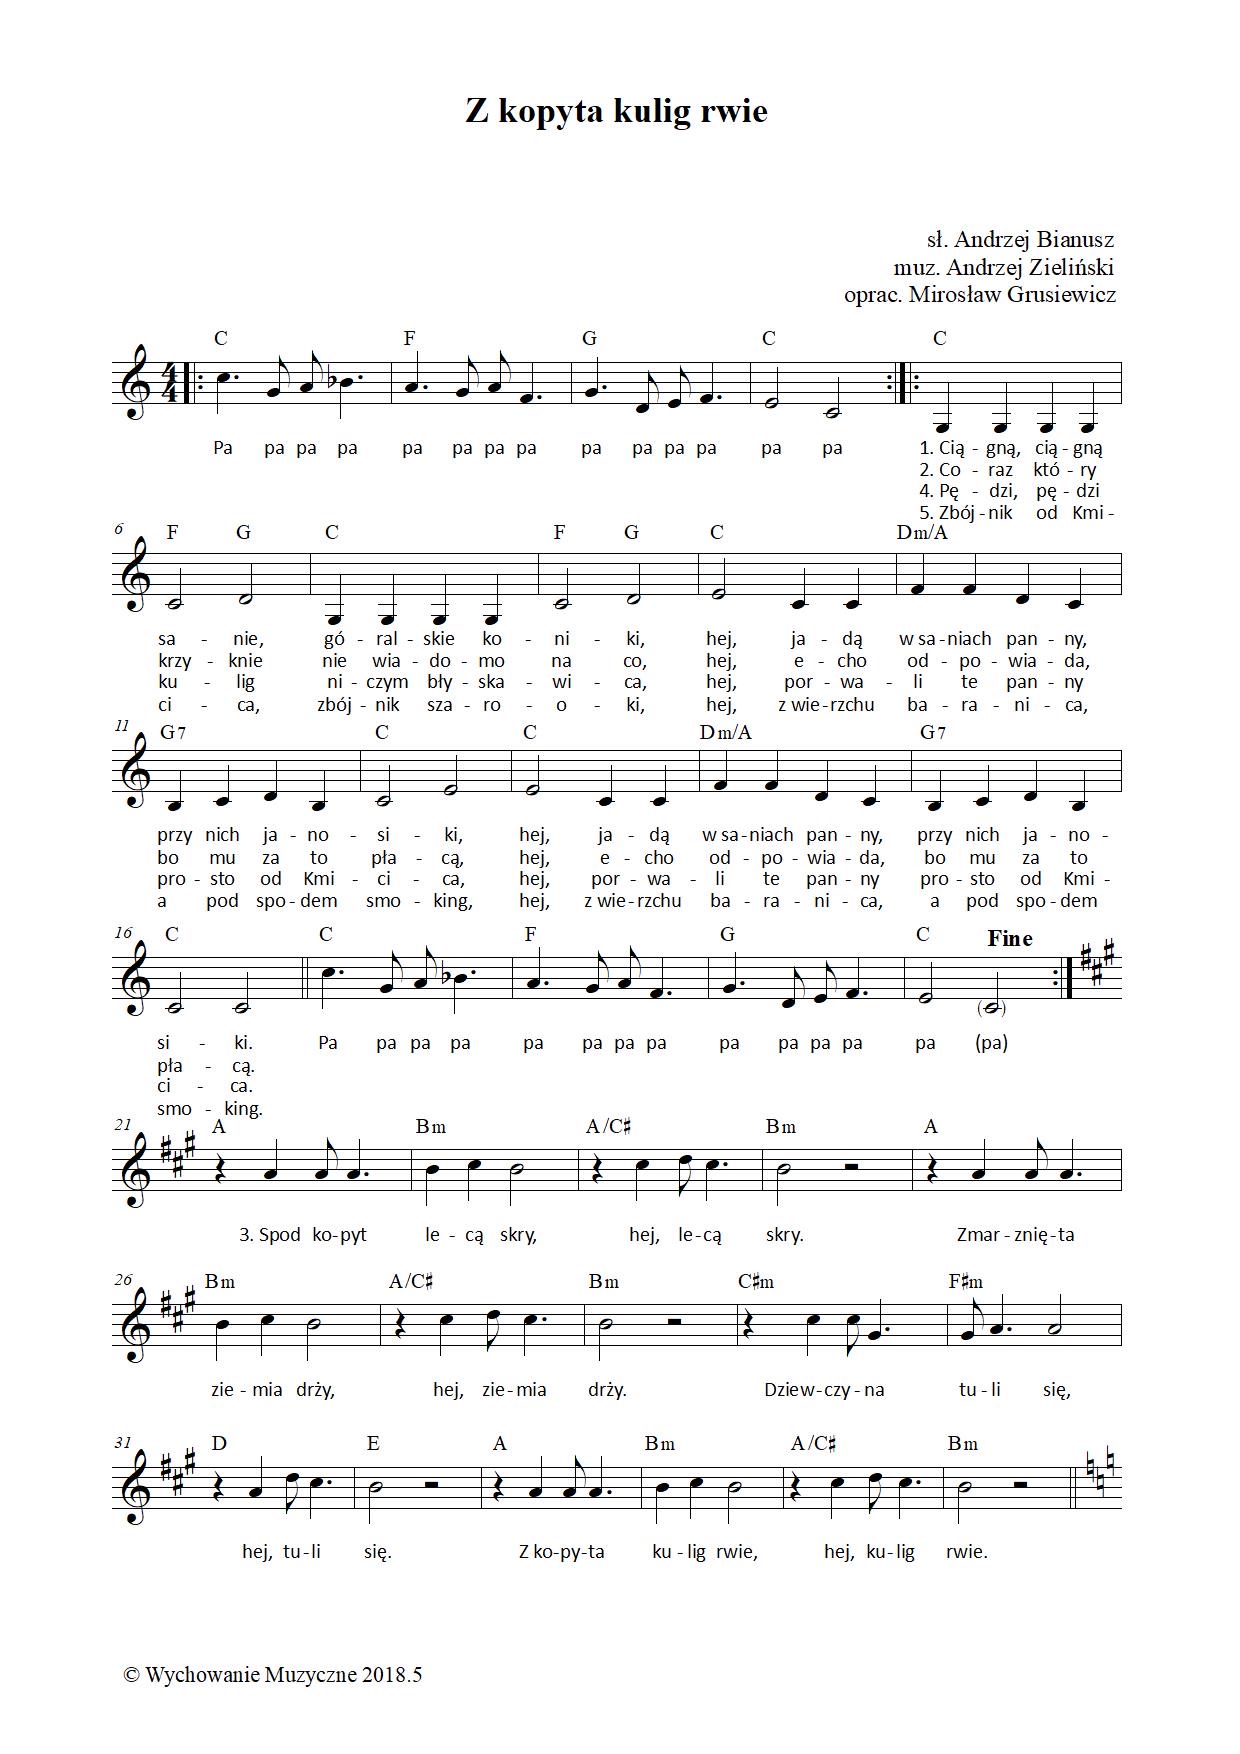 Z kopyta kulig rwie
sł. Andrzej Bianusz
muz. Andrzej Zieliński
oprac. Mirosław Grusiewicz
C F G C C
Pa pa pa pa pa pa pa pa pa pa pa pa pa pa 1. Cią - gną, cią - gną
2. Co - raz któ - ry
4. Pę - dzi, pę - dzi
5. Zbój - nik od Kmi -
6 F G C F G C Dm/A
sa - nie, gó - ral - skie ko - ni - ki, hej, ja - dą w sa - niach pan - ny,
krzy - knie nie wia - do - mo na co, hej, e - cho od - po - wia - da,
ku - lig ni - czym bły - ska - wi - ca, hej, por - wa - li te pan - ny
ci - ca, zbój - nik sza - ro - o - ki, hej, z wie - rzchu ba - ra - ni - ca,
11 G7 C C Dm/A G7
przy nich ja - no - si - ki, hej, ja - dą w sa - niach pan - ny, przy nich ja - no -
bo mu za to pła - cą, hej, e - cho od - po - wia - da, bo mu za to
pro - sto od Kmi - ci - ca, hej, por - wa - li te pan - ny pro - sto od Kmi -
a pod spo - dem smo - king, hej, z wie - rzchu ba - ra - ni - ca, a pod spo - dem
16 C C F G C Fine
si - ki. Pa pa pa pa pa pa pa pa pa pa pa pa pa (pa)
pła - cą.
ci - ca.
smo - king.
21 A Bm A/C♯ Bm A
3. Spod ko - pyt le - cą skry, hej, le - cą skry. Zmar - znię - ta
26 Bm A/C♯ Bm C♯m F♯m
zie - mia drży, hej, zie - mia drży. Dziew - czy - na tu - li się,
31 D E A Bm A/C♯ Bm
hej, tu - li się. Z ko - py - ta ku - lig rwie, hej, ku - lig rwie.
© Wychowanie Muzyczne 2018.5